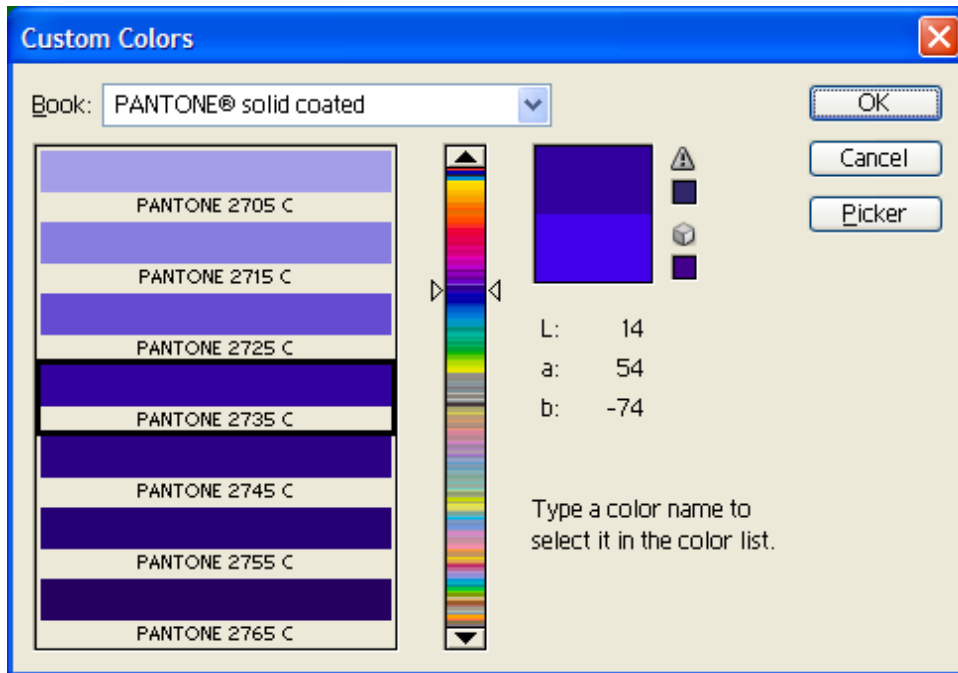 Custom Colors
Book: PANTONE® solid coated
OK
Cancel
Picker
PANTONE 2705 C
PANTONE 2715 C
PANTONE 2725 C
PANTONE 2735 C
PANTONE 2745 C
PANTONE 2755 C
PANTONE 2765 C
L: 14
a: 54
b: -74
Type a color name to
select it in the color list.